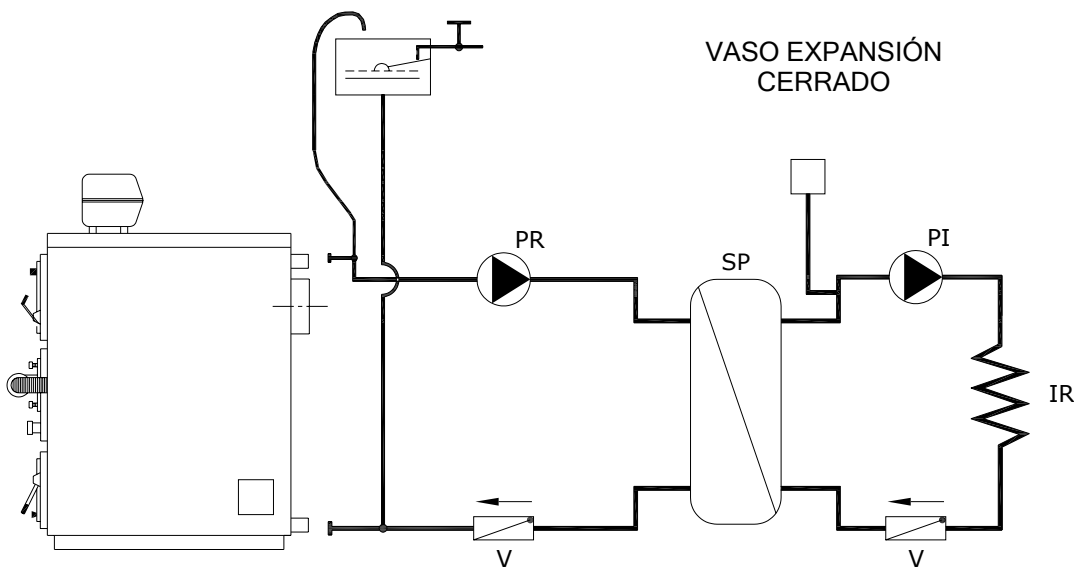 VASO EXPANSIÓN
CERRADO
PR
SP
PI
IR
V
V